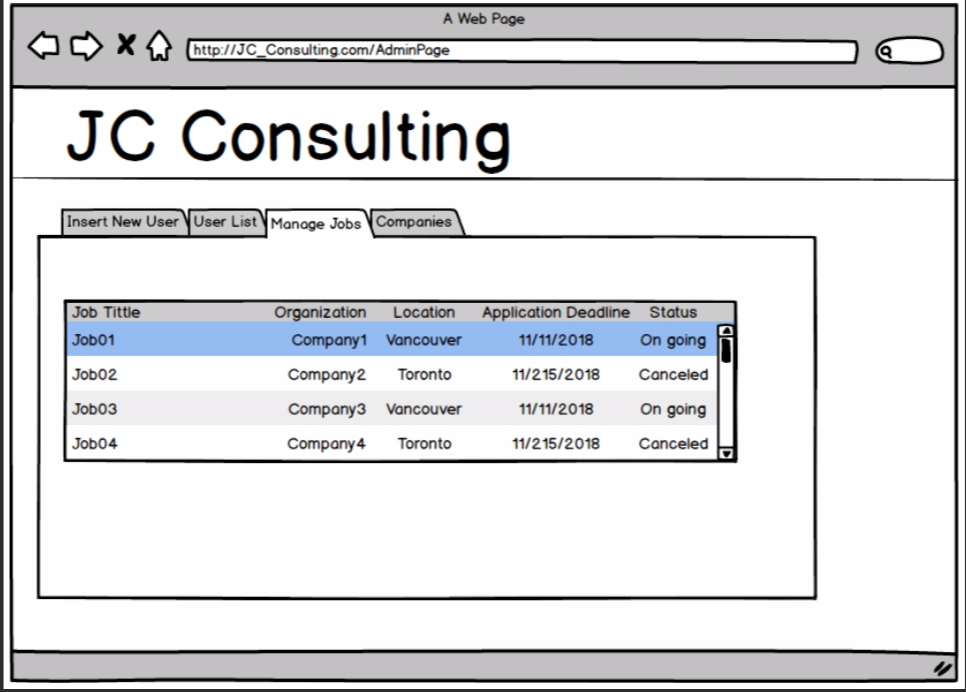 A Web Page
http://JC_Consulting.com/AdminPage
JC Consulting
Insert New User User List Manage Jobs Companies
Job Tittle Organization Location Application Deadline Status
Job01 Company1 Vancouver 11/11/2018 On going
Job02 Company2 Toronto 11/215/2018 Canceled
Job03 Company3 Vancouver 11/11/2018 On going
Job04 Company4 Toronto 11/215/2018 Canceled